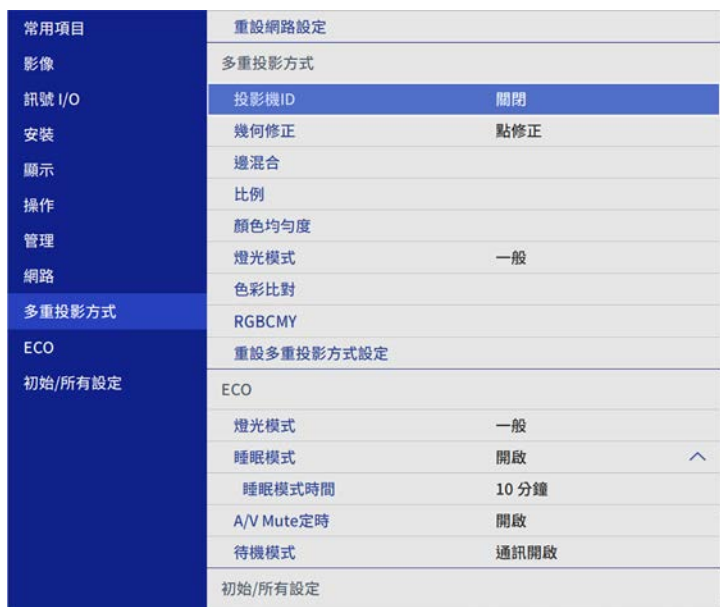 常用項目
影像
訊號 I/O
安裝
顯示
操作
管理
網路
多重投影方式
ECO
初始/所有設定
重設網路設定
多重投影方式
投影機ID 關閉
幾何修正 點修正
邊混合
比例
顏色均勻度
燈光模式 一般
色彩比對
RGBCMY
重設多重投影方式設定
ECO
燈光模式 一般
睡眠模式 開啟
睡眠模式時間 10 分鐘
A/V Mute定時 開啟
待機模式 通訊開啟
初始/所有設定